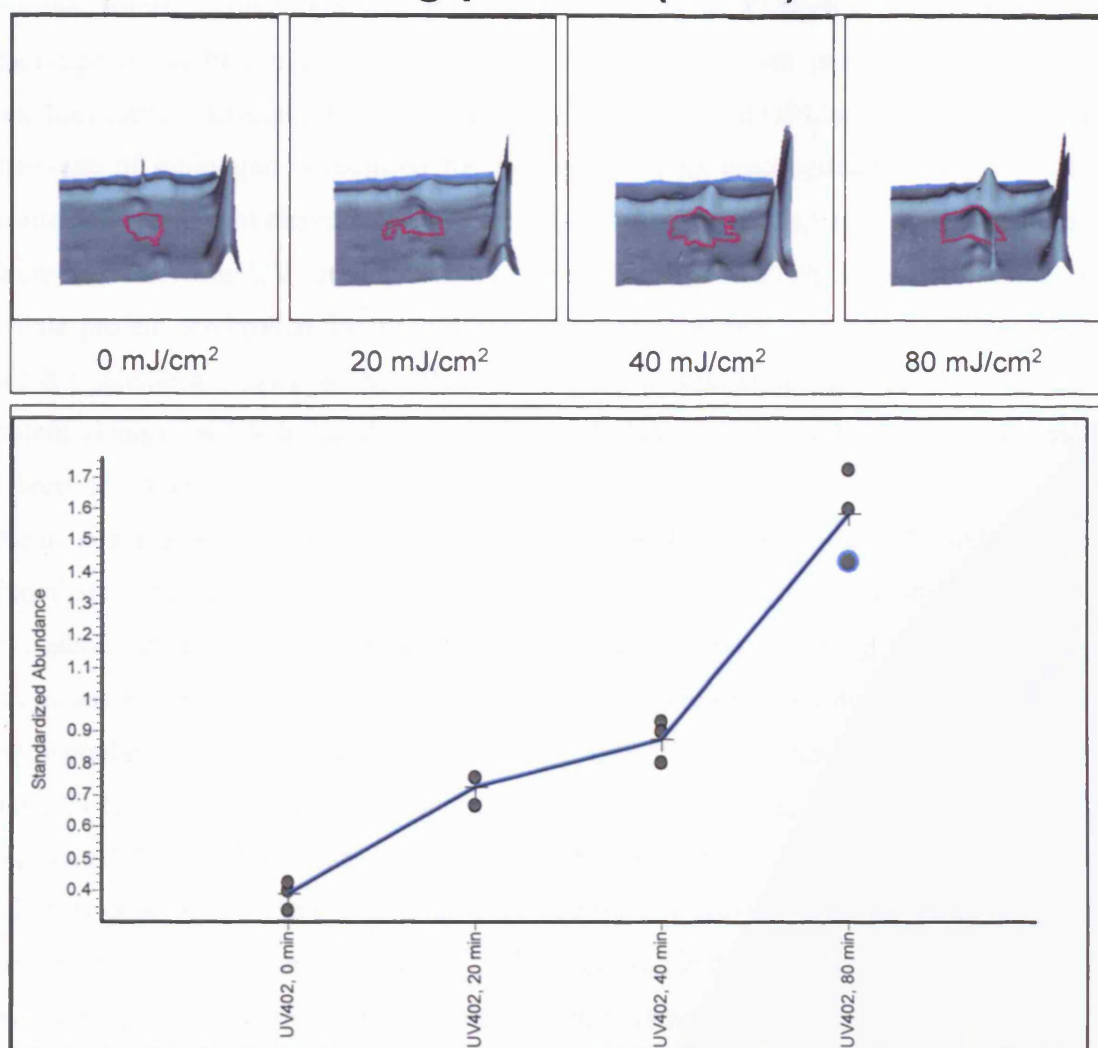 0 mJ/cm²
20 mJ/cm²
40 mJ/cm²
80 mJ/cm²
Standardized Abundance
1.7
1.6
1.5
1.4
1.3
1.2
1.1
1
0.9
0.8
0.7
0.6
0.5
0.4
UV402, 0 min
UV402, 20 min
UV402, 40 min
UV402, 80 min